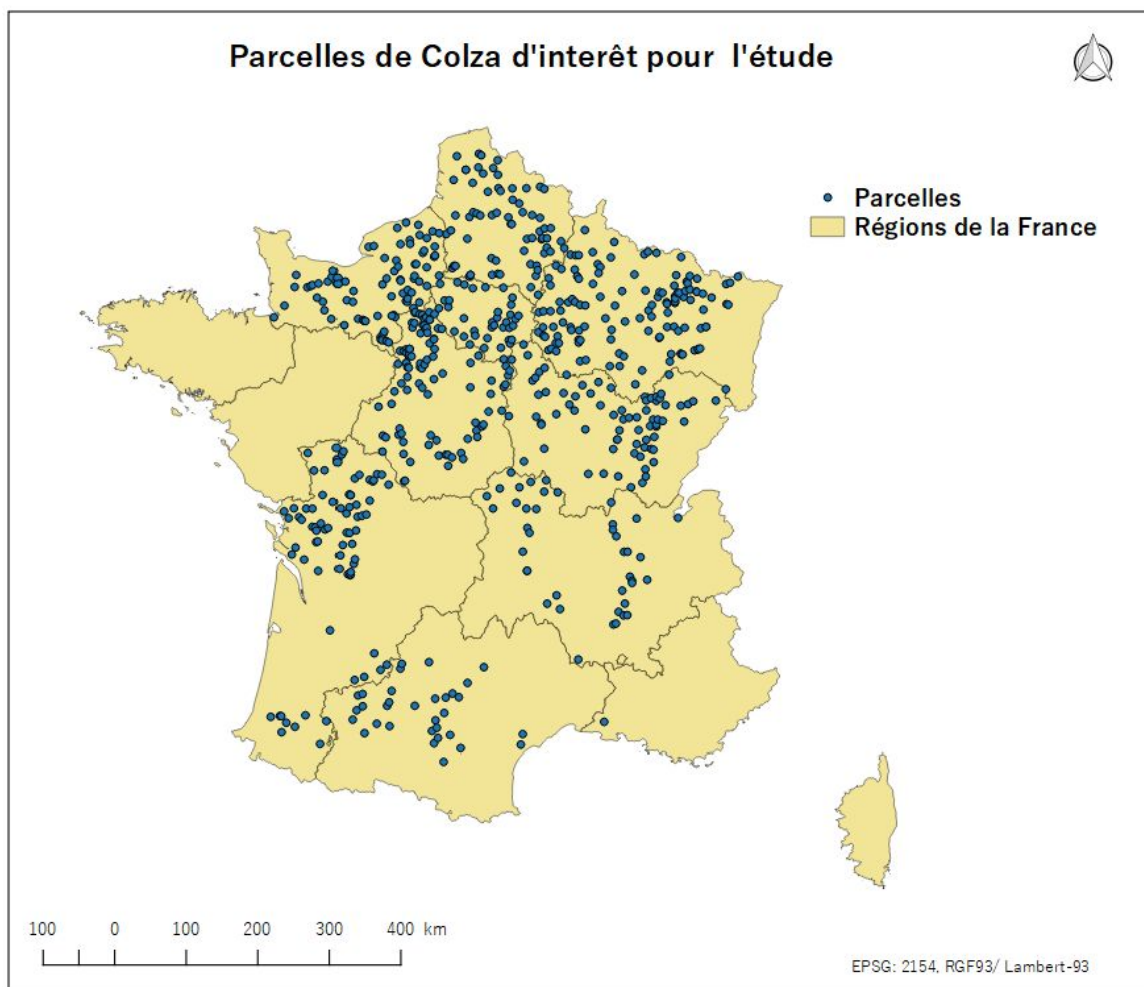 Parcelles de Colza d'interêt pour l'étude
Parcelles
Régions de la France
100 0 100 200 300 400 km
EPSG: 2154, RGF93/ Lambert-93